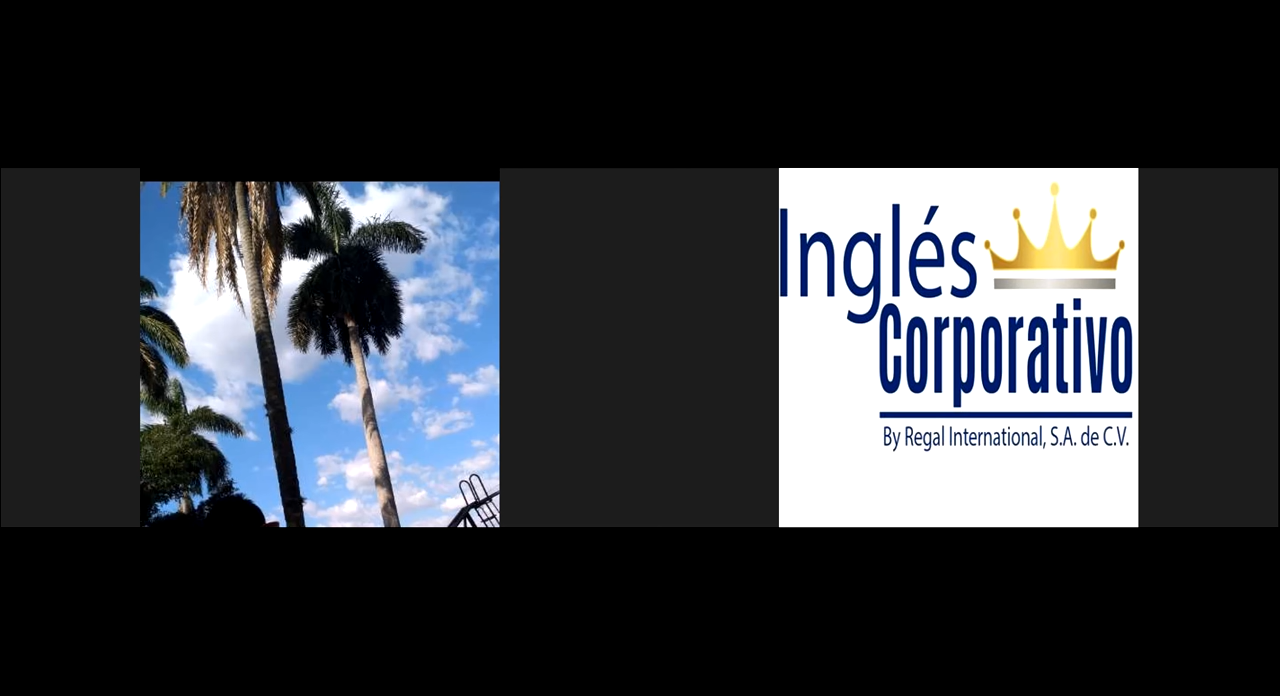 Inglés
Corporativo
By Regal International, S.A. de C.V.